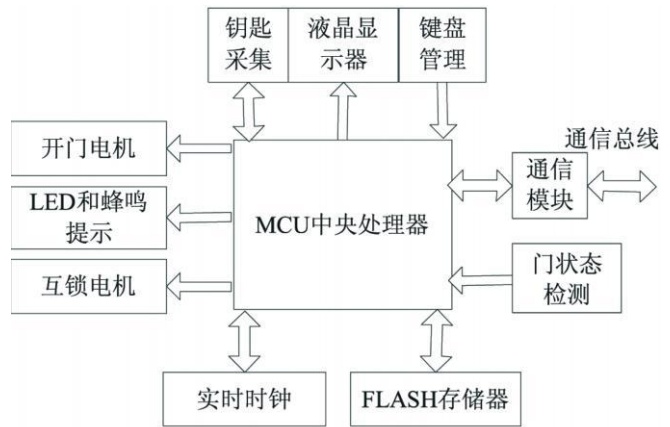 钥匙
采集
液晶显
示器
键盘
管理
开门电机
LED和蜂鸣
提示
互锁电机
MCU中央处理器
通信总线
通信
模块
门状态
检测
实时时钟
FLASH存储器